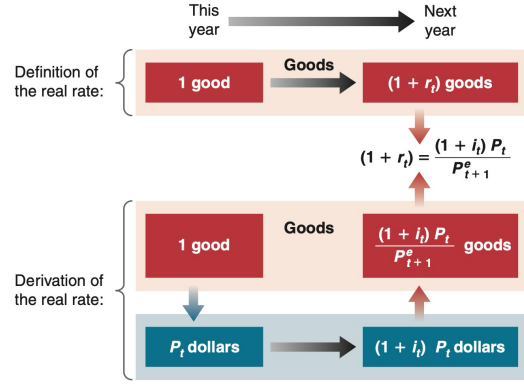 This year
Next year
Definition of the real rate:
Goods
1 good
(1 + r_t) goods
(1 + i_t) P_t
(1 + r_t) = ─────────
P^e_{t+1}
Derivation of the real rate:
Goods
1 good
(1 + i_t) P_t
───────── goods
P^e_{t+1}
P_t dollars
(1 + i_t) P_t dollars